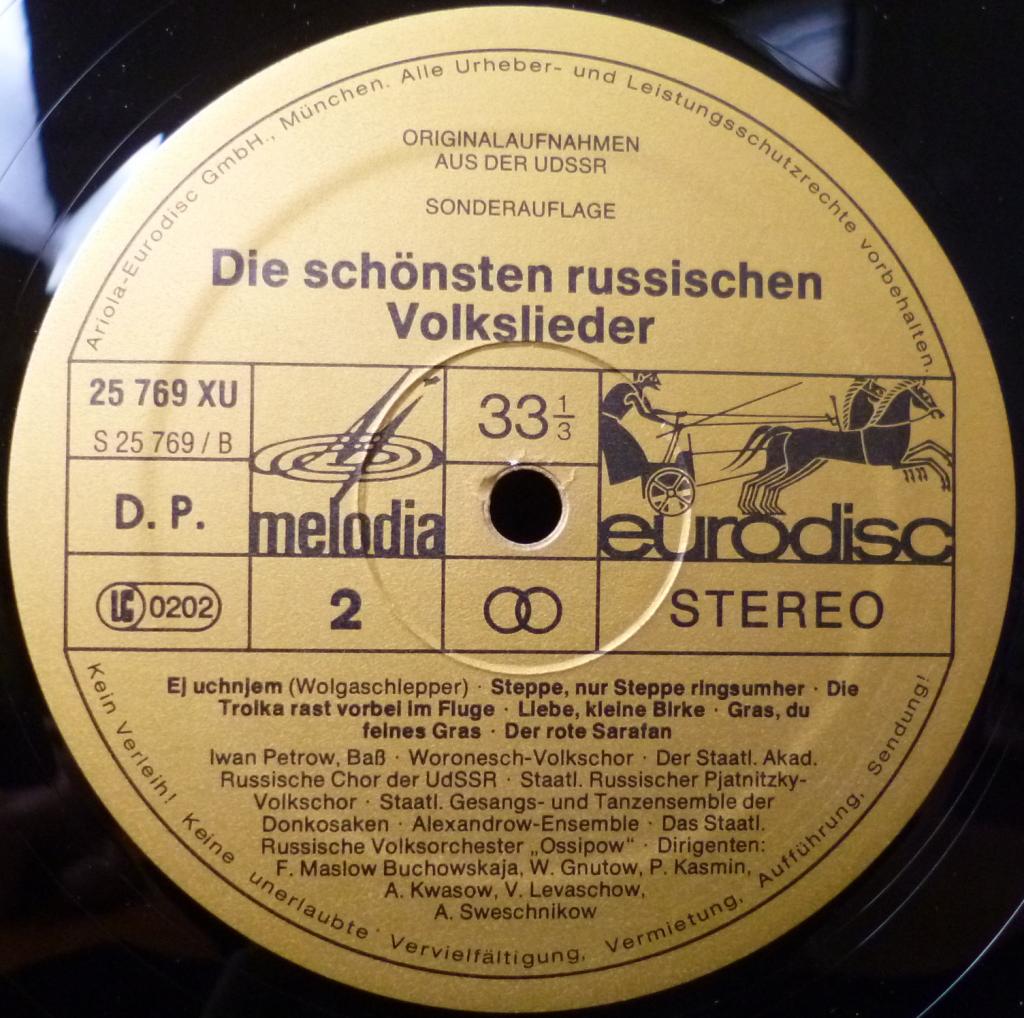 Ariola-Eurodisc GmbH., München. Alle Urheber- und Leistungsschutzrechte vorbehalten.
ORIGINALAUFNAHMEN
AUS DER UDSSR
SONDERAUFLAGE
Die schönsten russischen
Volkslieder
25 769 XU
S 25 769 / B
D. P.
LC 0202
melodia
2
33 1/3
eurodisc
STEREO
Ej uchnjem (Wolgaschlepper) · Steppe, nur Steppe ringsumher · Die
Troika rast vorbei im Fluge · Liebe, kleine Birke · Gras, du
feines Gras · Der rote Sarafan
Iwan Petrow, Baß · Woronesch-Volkschor · Der Staatl. Akad.
Russische Chor der UdSSR · Staatl. Russischer Pjatnitzky-
Volkschor · Staatl. Gesangs- und Tanzensemble der
Donkosaken · Alexandrow-Ensemble · Das Staatl.
Russische Volksorchester „Ossipow" · Dirigenten:
F. Maslow Buchowskaja, W. Gnutow, P. Kasmin,
A. Kwasow, V. Levaschow,
A. Sweschnikow
Kein Verleih! Keine unerlaubte Vervielfältigung, Vermietung, Aufführung, Sendung!